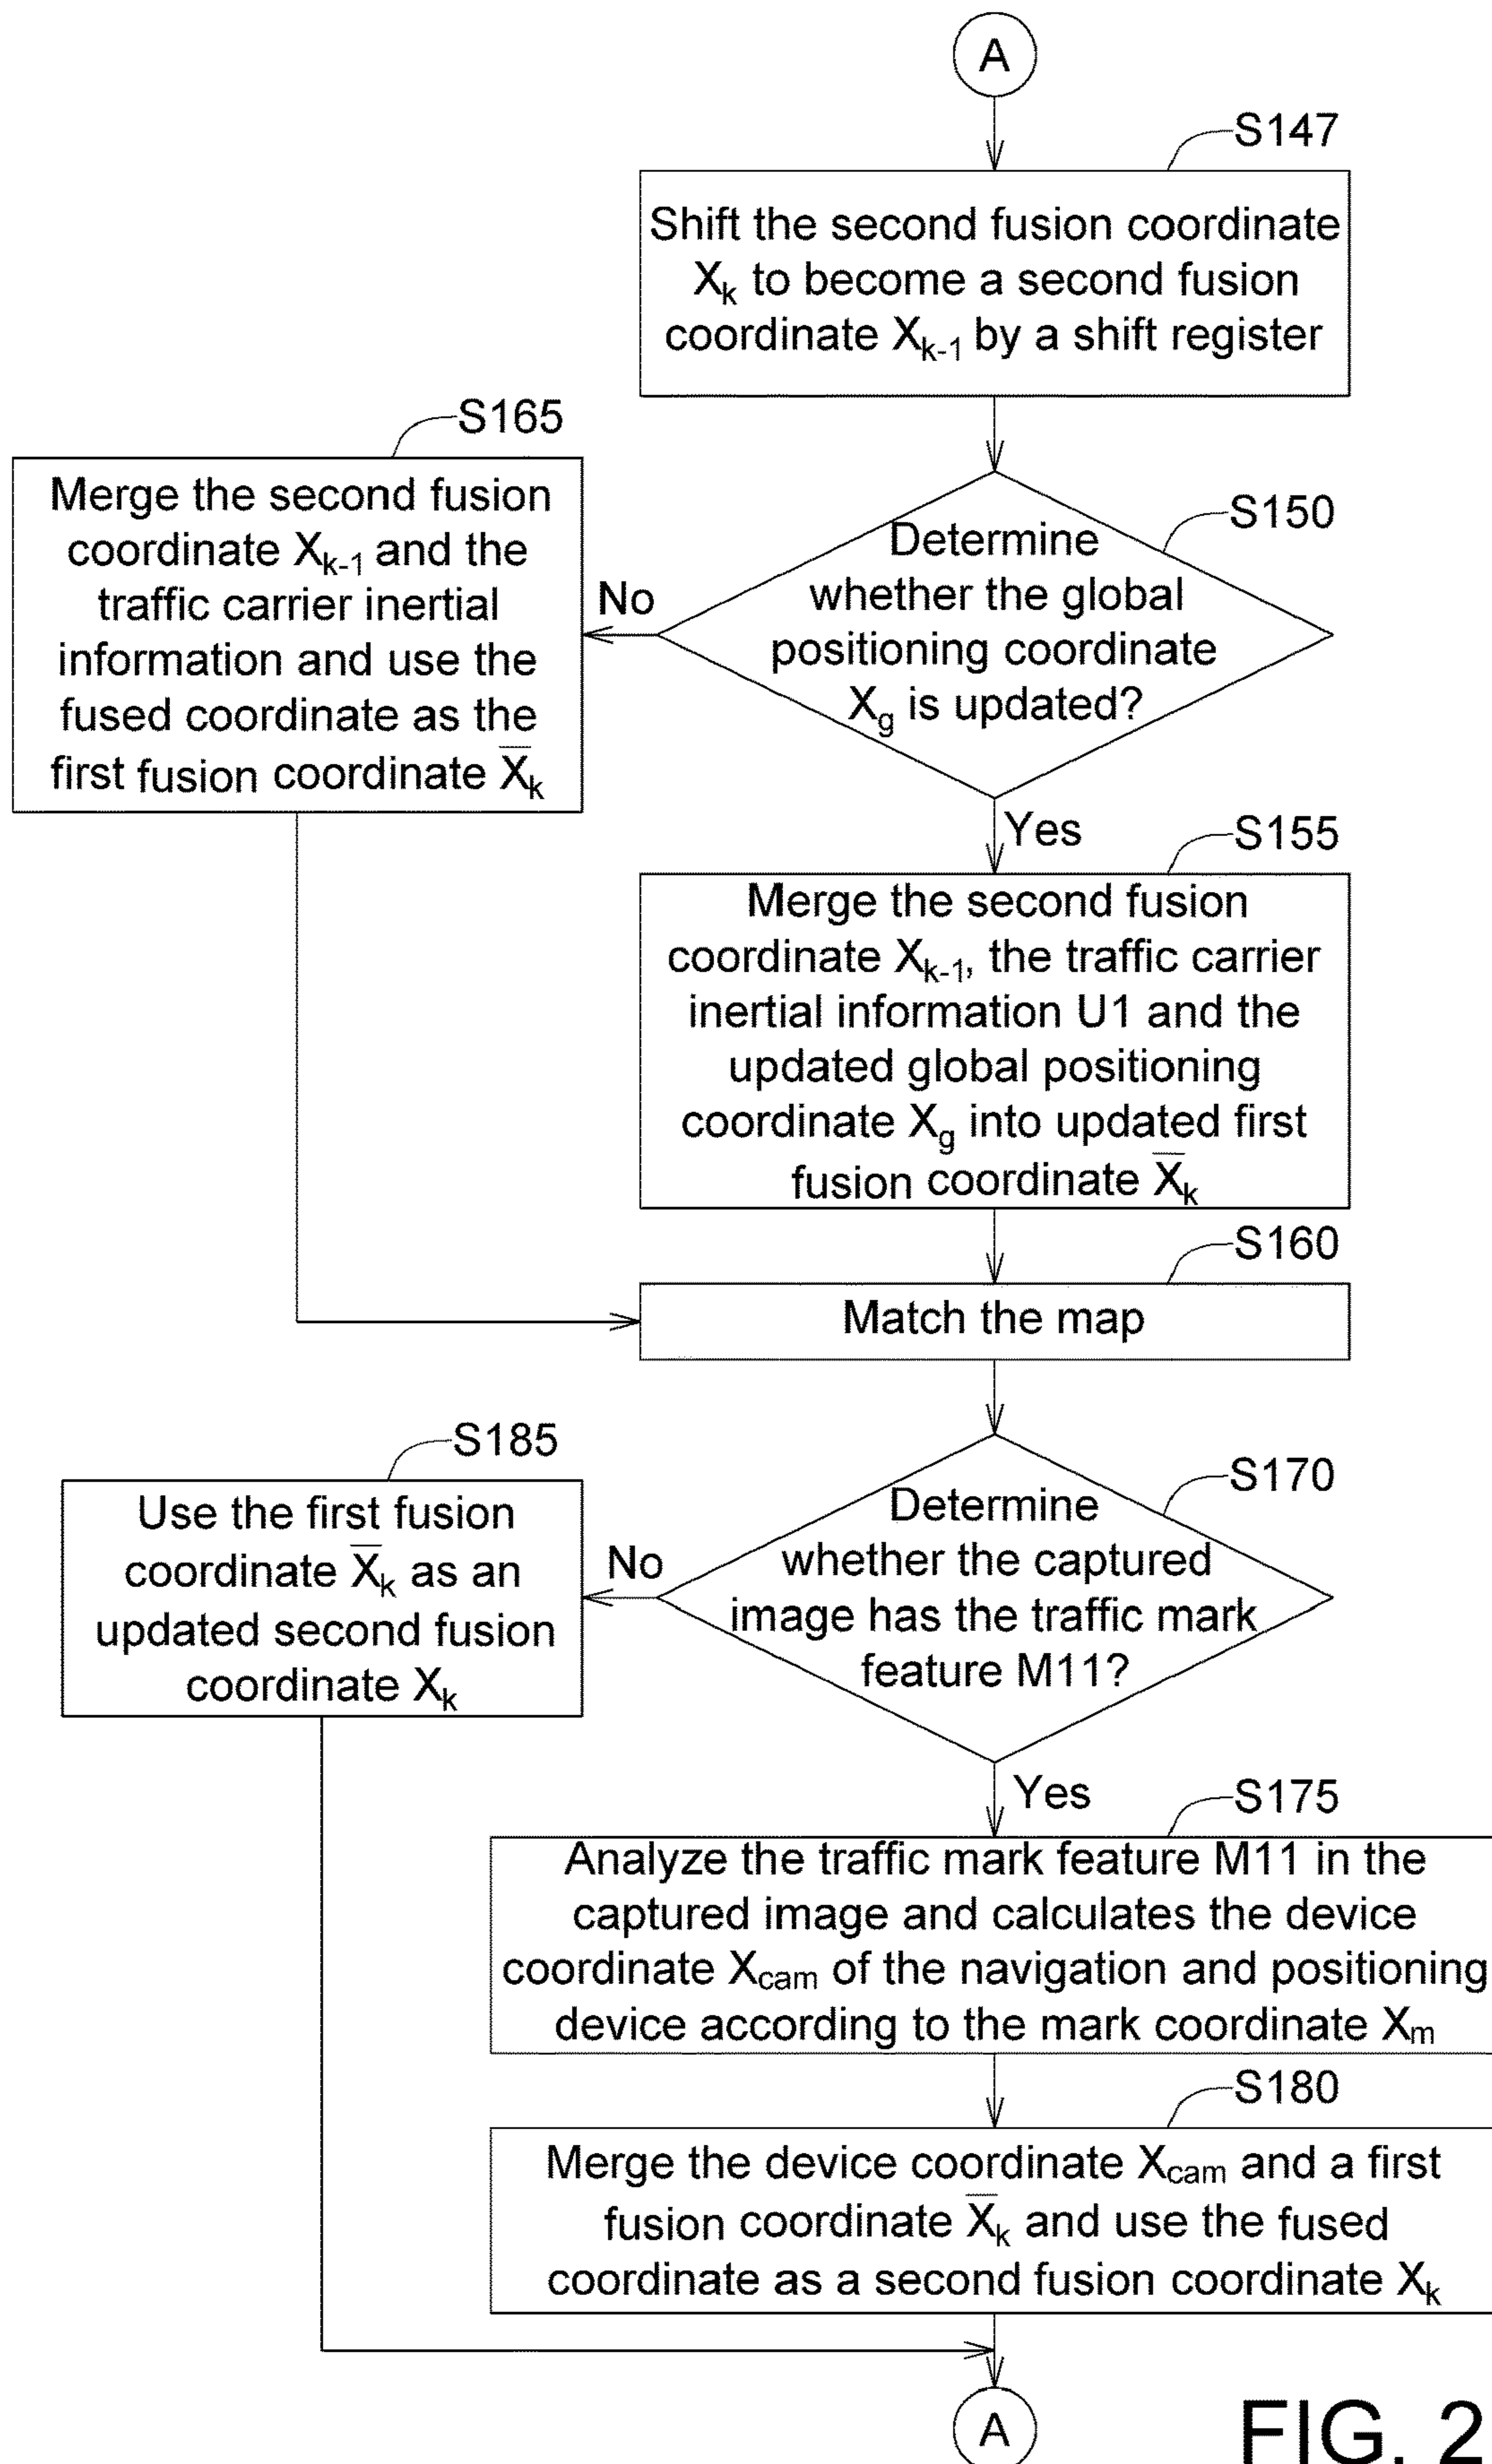 A
S147
Shift the second fusion coordinate
Xk to become a second fusion
coordinate Xk-1 by a shift register
S165
Merge the second fusion
coordinate Xk-1 and the
traffic carrier inertial
information and use the
fused coordinate as the
first fusion coordinate X̅k
S150
Determine
whether the global
positioning coordinate
Xg is updated?
No
Yes
S155
Merge the second fusion
coordinate Xk-1, the traffic carrier
inertial information U1 and the
updated global positioning
coordinate Xg into updated first
fusion coordinate X̅k
S160
Match the map
S185
Use the first fusion
coordinate X̅k as an
updated second fusion
coordinate Xk
S170
Determine
whether the captured
image has the traffic mark
feature M11?
No
Yes
S175
Analyze the traffic mark feature M11 in the
captured image and calculates the device
coordinate Xcam of the navigation and positioning
device according to the mark coordinate Xm
S180
Merge the device coordinate Xcam and a first
fusion coordinate X̅k and use the fused
coordinate as a second fusion coordinate Xk
A
FIG. 2